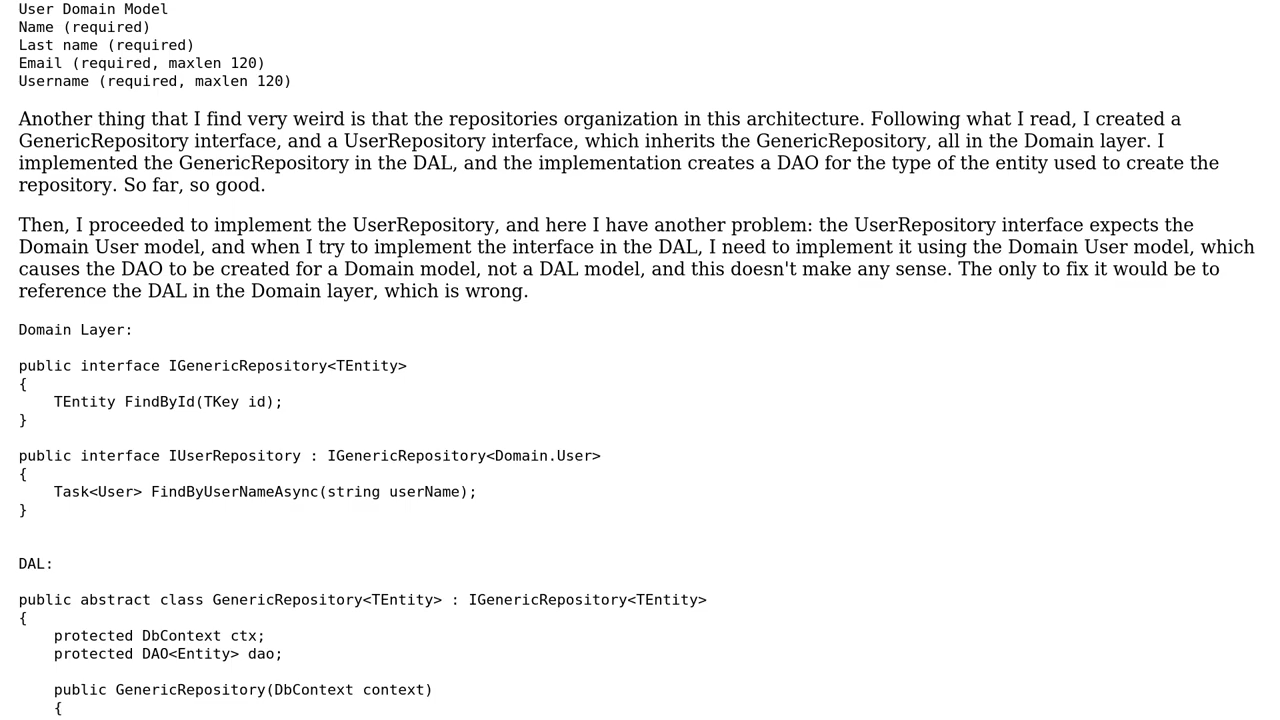 User Domain Model
Name (required)
Last name (required)
Email (required, maxlen 120)
Username (required, maxlen 120)
Another thing that I find very weird is that the repositories organization in this architecture. Following what I read, I created a
GenericRepository interface, and a UserRepository interface, which inherits the GenericRepository, all in the Domain layer. I
implemented the GenericRepository in the DAL, and the implementation creates a DAO for the type of the entity used to create the
repository. So far, so good.
Then, I proceeded to implement the UserRepository, and here I have another problem: the UserRepository interface expects the
Domain User model, and when I try to implement the interface in the DAL, I need to implement it using the Domain User model, which
causes the DAO to be created for a Domain model, not a DAL model, and this doesn't make any sense. The only to fix it would be to
reference the DAL in the Domain layer, which is wrong.
Domain Layer:
public interface IGenericRepository<TEntity>
{
    TEntity FindById(TKey id);
}
public interface IUserRepository : IGenericRepository<Domain.User>
{
    Task<User> FindByUserNameAsync(string userName);
}
DAL:
public abstract class GenericRepository<TEntity> : IGenericRepository<TEntity>
{
    protected DbContext ctx;
    protected DAO<Entity> dao;
    public GenericRepository(DbContext context)
    {